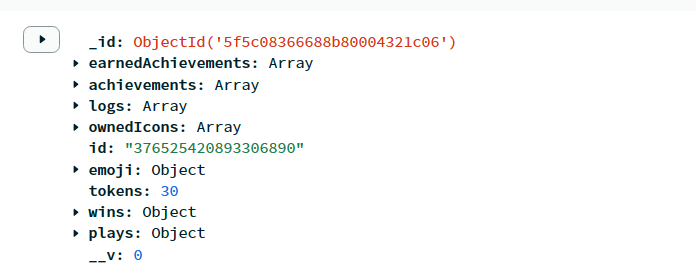 _id: ObjectId('5f5c08366688b80004321c06')
earnedAchievements: Array
achievements: Array
logs: Array
ownedIcons: Array
id: "376525420893306890"
emoji: Object
tokens: 30
wins: Object
plays: Object
__v: 0